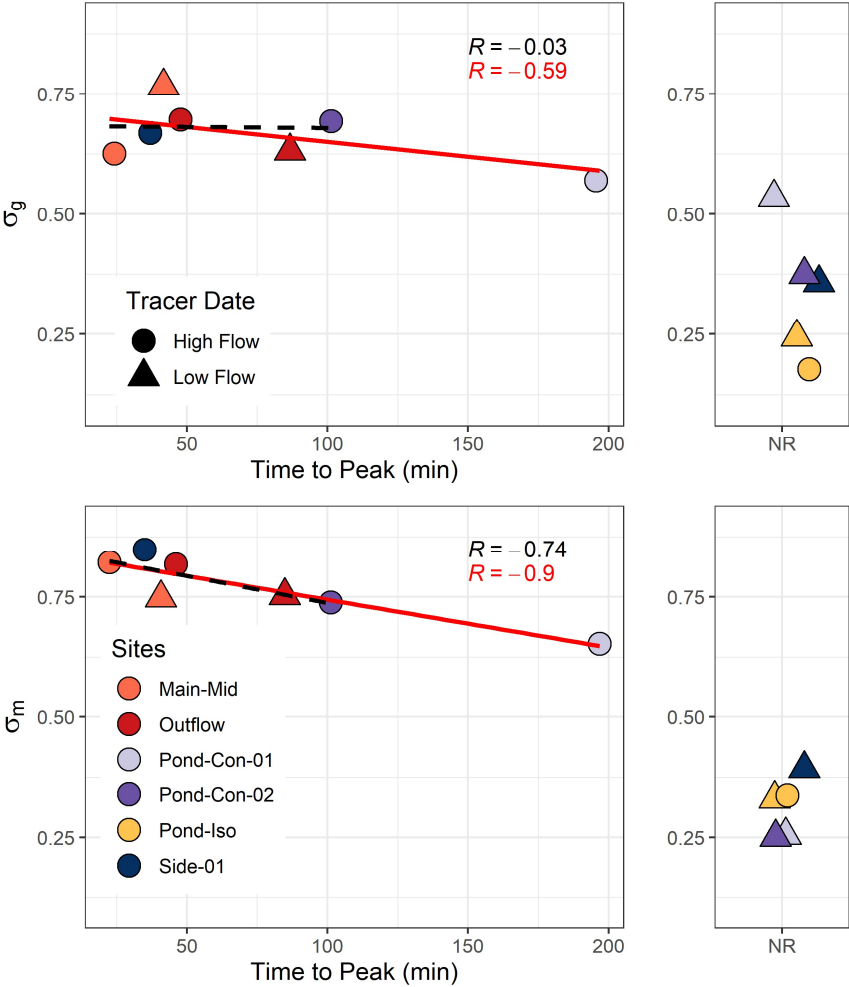 R = −0.03
R = −0.59
0.75
0.50
0.25
σg
Tracer Date
High Flow
Low Flow
50
100
150
200
Time to Peak (min)
0.75
0.50
0.25
NR
R = −0.74
R = −0.9
0.75
0.50
0.25
σm
Sites
Main-Mid
Outflow
Pond-Con-01
Pond-Con-02
Pond-Iso
Side-01
50
100
150
200
Time to Peak (min)
0.75
0.50
0.25
NR